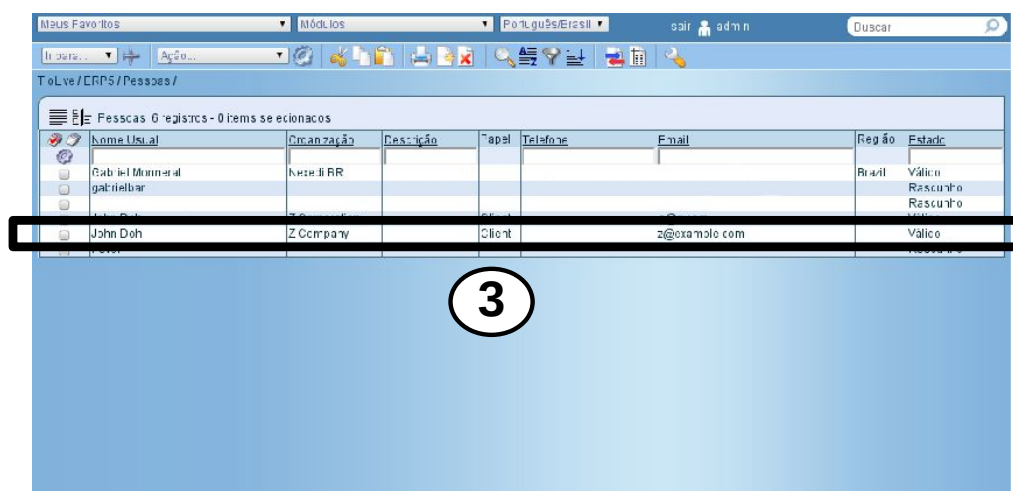 Meus Favoritos Módulos Português/Brasil sair admin Buscar
Ir para... Ação...
ToLive/ERP5/Pessoas/
Pessoas 6 registros - 0 items selecionados
Nome Usual Organização Descrição Papel Telefone Email Região Estado
Gabriel Monnerat Nexedi BR Brazil Válido
gabrielbar Rascunho
Rascunho
John Doh Z Company Client z@example.com Válido
3